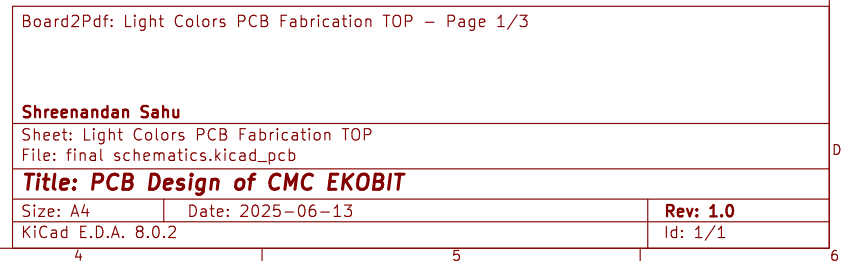 Board2Pdf: Light Colors PCB Fabrication TOP - Page 1/3
Shreenandan Sahu
Sheet: Light Colors PCB Fabrication TOP
File: final schematics.kicad_pcb
D
Title: PCB Design of CMC EKOBIT
Size: A4 Date: 2025-06-13 Rev: 1.0
KiCad E.D.A. 8.0.2 Id: 1/1
4 5 6